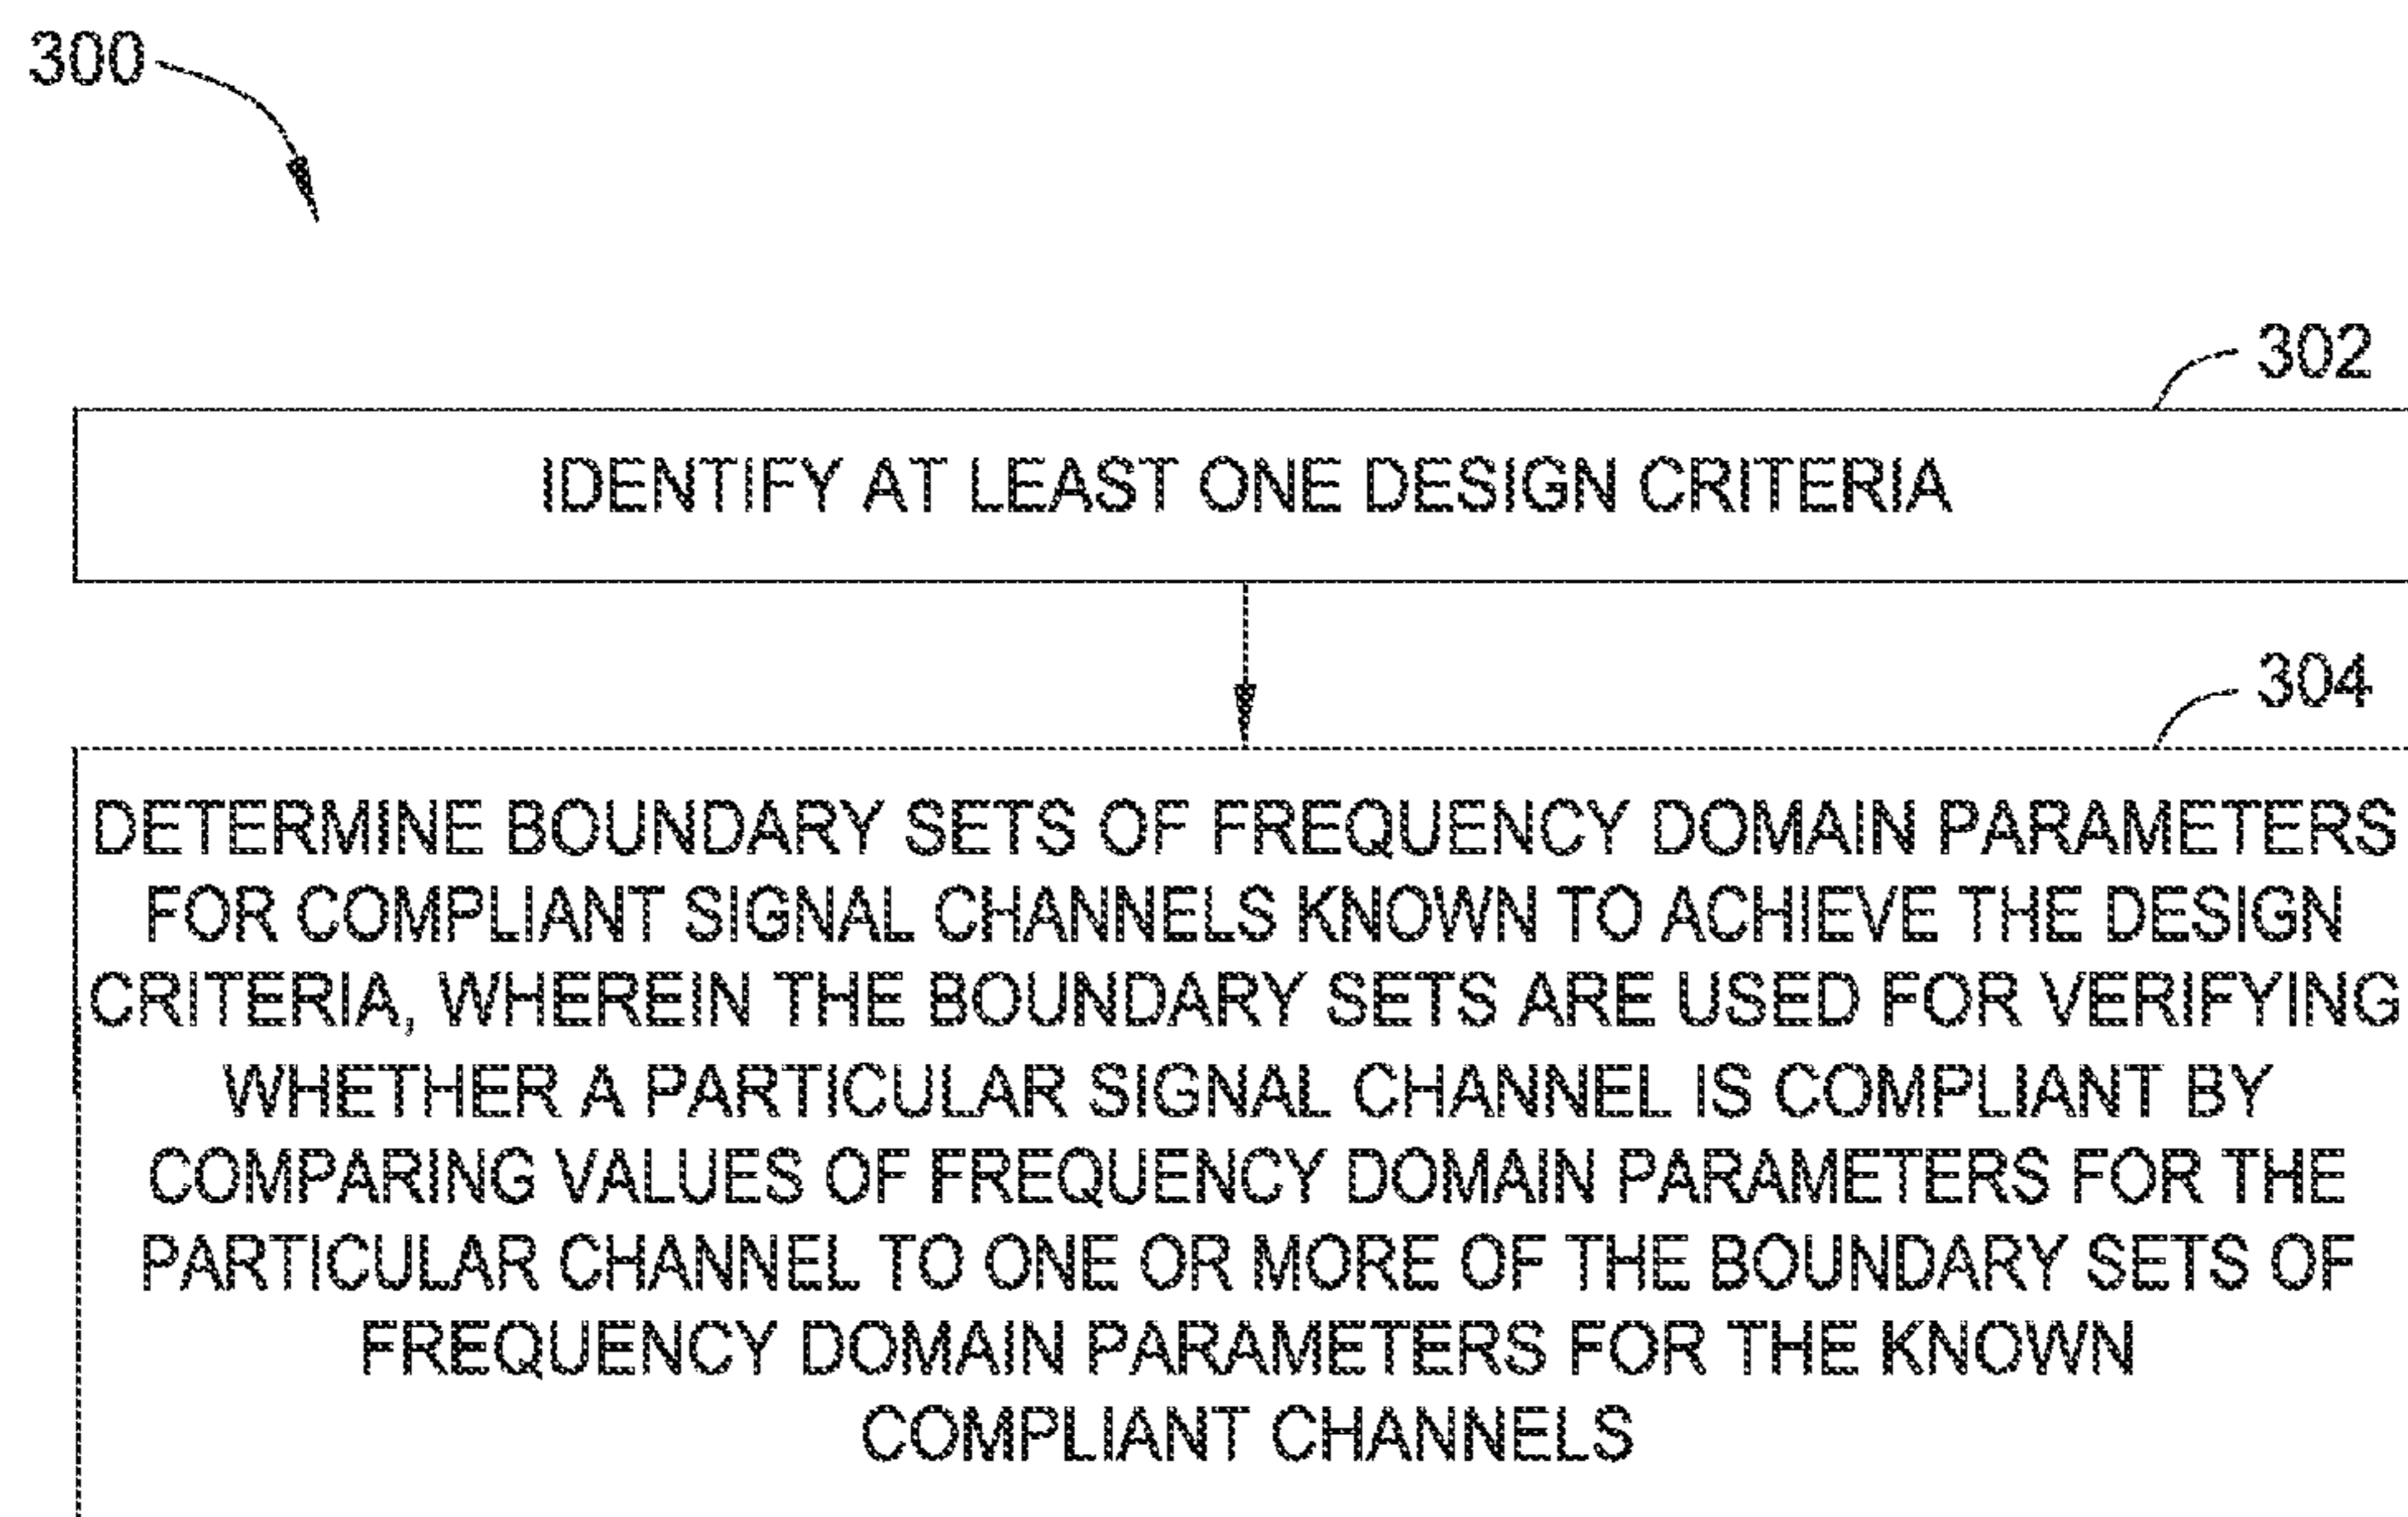 300
302
IDENTIFY AT LEAST ONE DESIGN CRITERIA
304
DETERMINE BOUNDARY SETS OF FREQUENCY DOMAIN PARAMETERS
FOR COMPLIANT SIGNAL CHANNELS KNOWN TO ACHIEVE THE DESIGN
CRITERIA, WHEREIN THE BOUNDARY SETS ARE USED FOR VERIFYING
WHETHER A PARTICULAR SIGNAL CHANNEL IS COMPLIANT BY
COMPARING VALUES OF FREQUENCY DOMAIN PARAMETERS FOR THE
PARTICULAR CHANNEL TO ONE OR MORE OF THE BOUNDARY SETS OF
FREQUENCY DOMAIN PARAMETERS FOR THE KNOWN
COMPLIANT CHANNELS